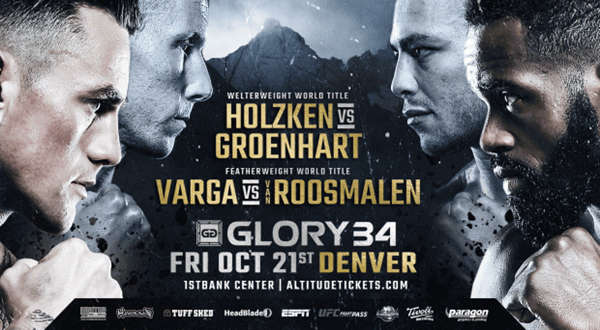 WELTERWEIGHT WORLD TITLE
HOLZKEN VS
GROENHART
FEATHERWEIGHT WORLD TITLE
VARGA VS VAN ROOSMALEN
GLORY 34
FRI OCT 21ST DENVER
1STBANK CENTER | ALTITUDETICKETS.COM
TUFF SHED HeadBlade ESPN UFC FIGHT PASS Tivoli paragon